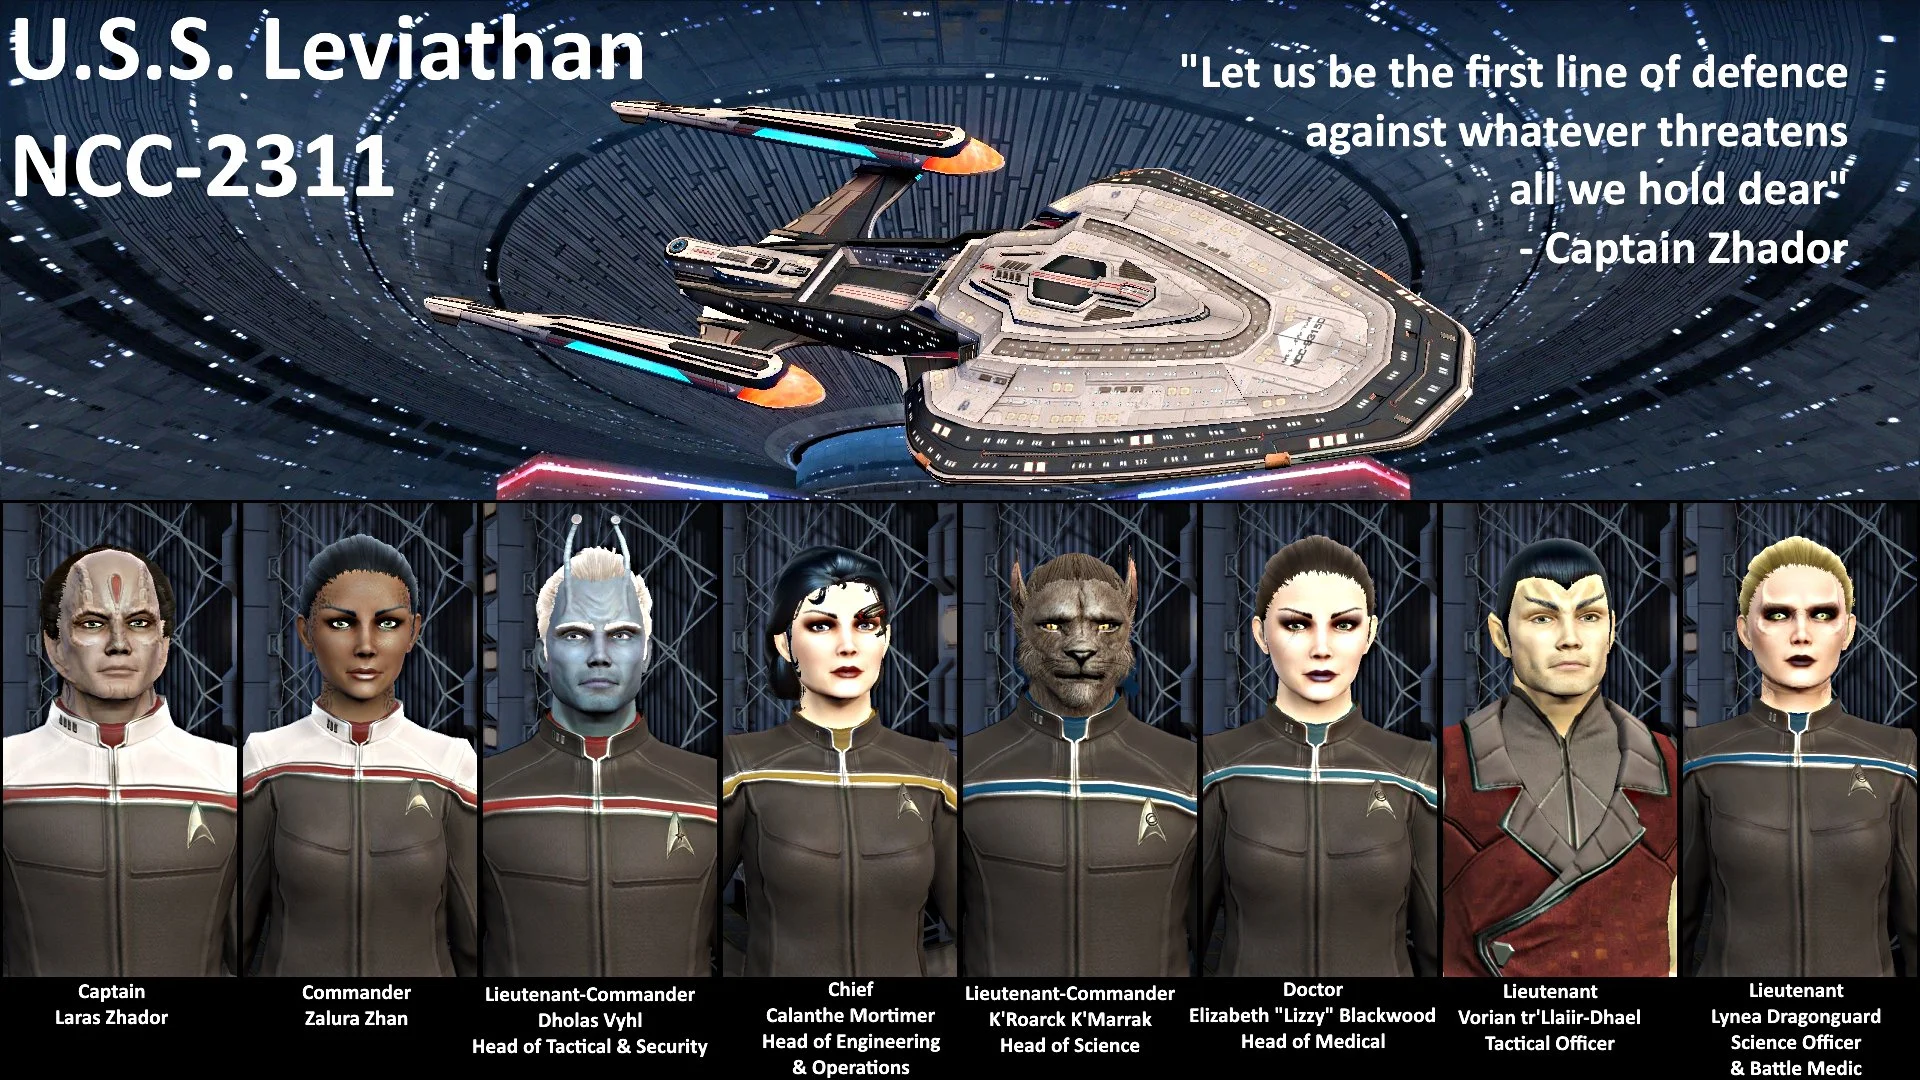 U.S.S. Leviathan
NCC-2311
"Let us be the first line of defence
against whatever threatens
all we hold dear"
- Captain Zhador
Captain
Laras Zhador
Commander
Zalura Zhan
Lieutenant-Commander
Dholas Vyhl
Head of Tactical & Security
Chief
Calanthe Mortimer
Head of Engineering
& Operations
Lieutenant-Commander
K'Roarck K'Marrak
Head of Science
Doctor
Elizabeth "Lizzy" Blackwood
Head of Medical
Lieutenant
Vorian tr'Llaiir-Dhael
Tactical Officer
Lieutenant
Lynea Dragonguard
Science Officer
& Battle Medic